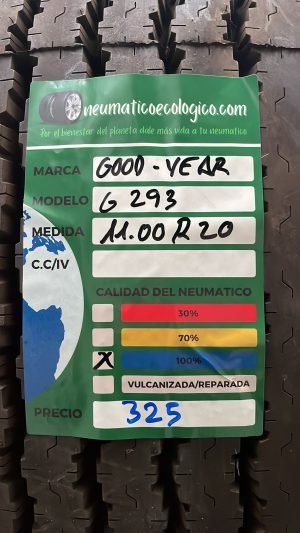 neumaticoecologico.com
Por el bienestar del planeta dale más vida a tu neumatico
MARCA GOOD-YEAR
MODELO G 293
MEDIDA 11.00 R 20
C.C/IV
CALIDAD DEL NEUMATICO
30%
70%
X 100%
VULCANIZADA/REPARADA
PRECIO 325